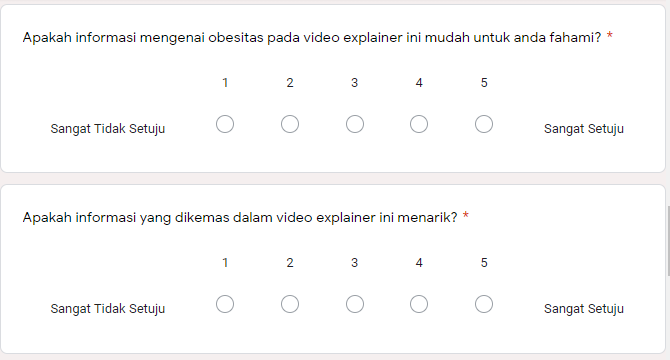 Apakah informasi mengenai obesitas pada video explainer ini mudah untuk anda fahami? *
1 2 3 4 5
Sangat Tidak Setuju Sangat Setuju
Apakah informasi yang dikemas dalam video explainer ini menarik? *
1 2 3 4 5
Sangat Tidak Setuju Sangat Setuju